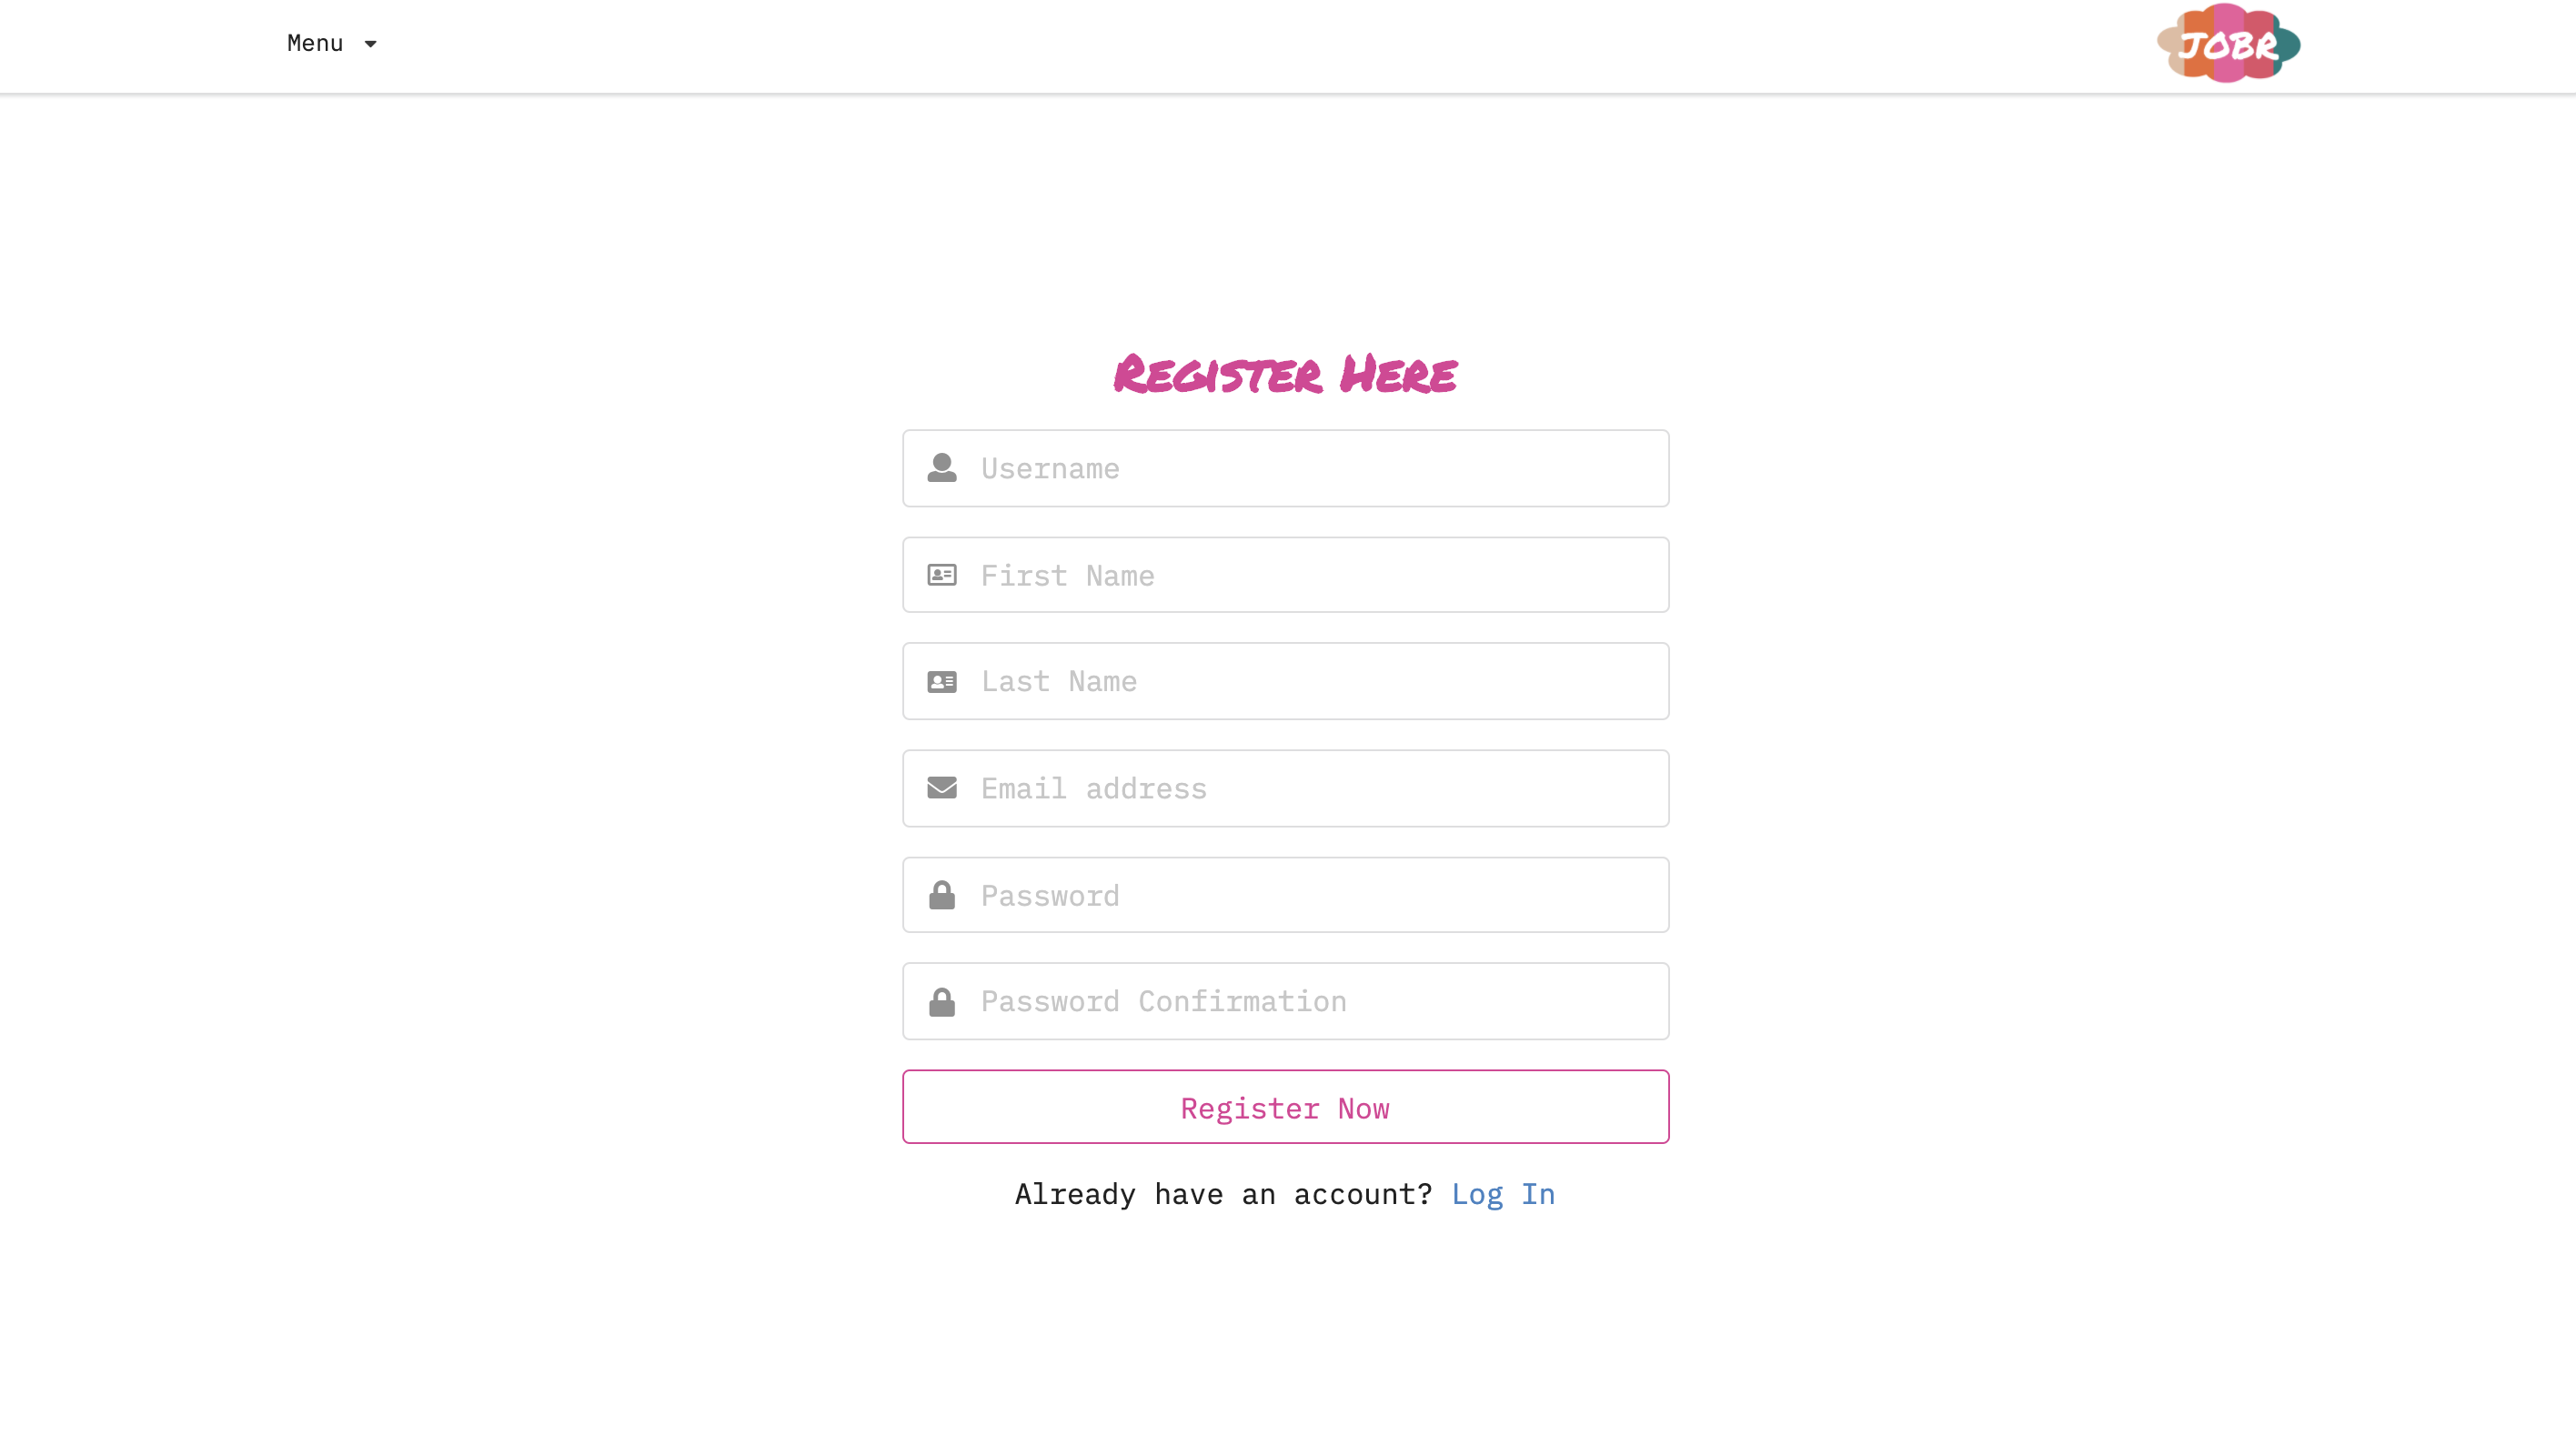 Menu
JOBR
Register Here
Username
First Name
Last Name
Email address
Password
Password Confirmation
Register Now
Already have an account? Log In